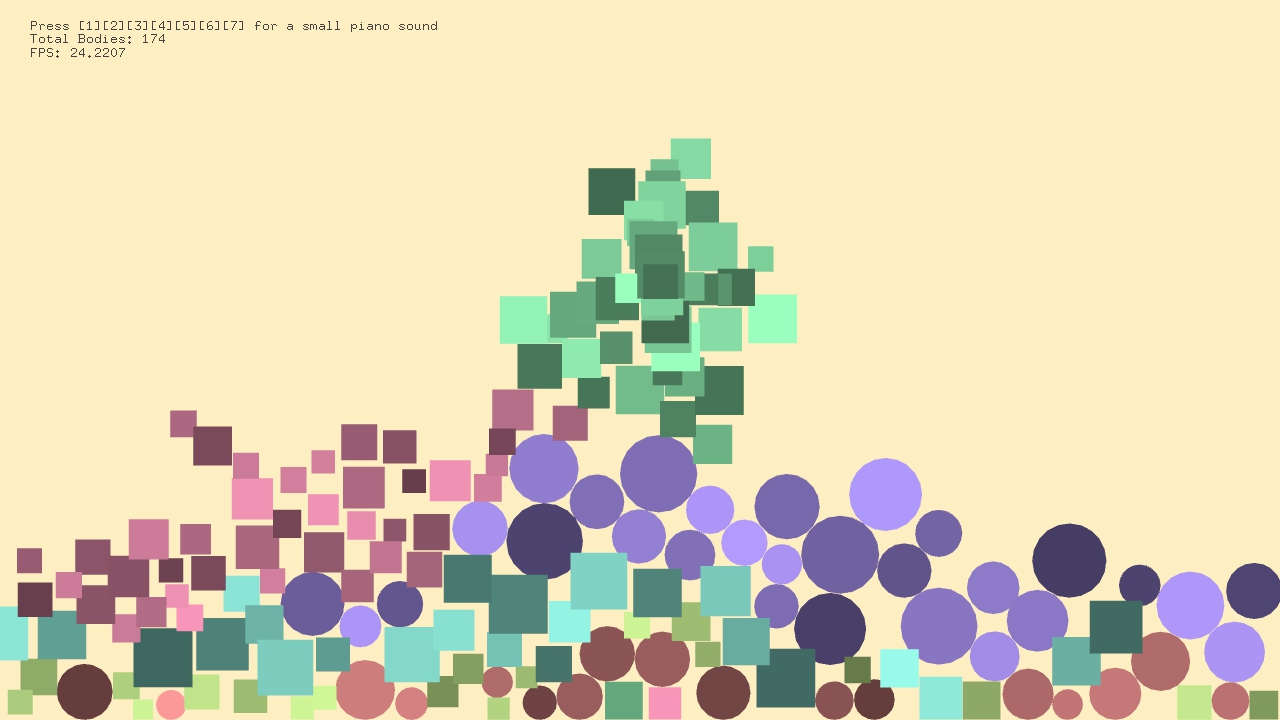 Press [1][2][3][4][5][6][7] for a small piano sound
Total Bodies: 174
FPS: 24.2207